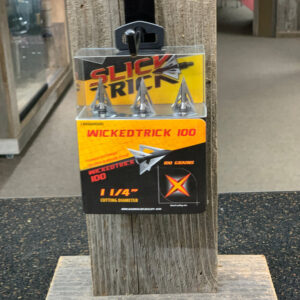 SLICK
TRICK
WICKEDTRICK 100
WICKEDTRICK
100
100 GRAINS
1 1/4"
CUTTING DIAMETER